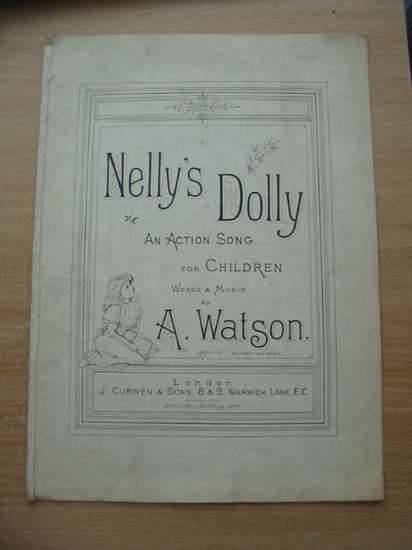 Nelly's
Dolly
AN ACTION SONG
FOR CHILDREN
WORDS & MUSIC
by
A. WATSON.
London
J. CURWEN & SONS, 8 & 9, WARWICK LANE, E.C.